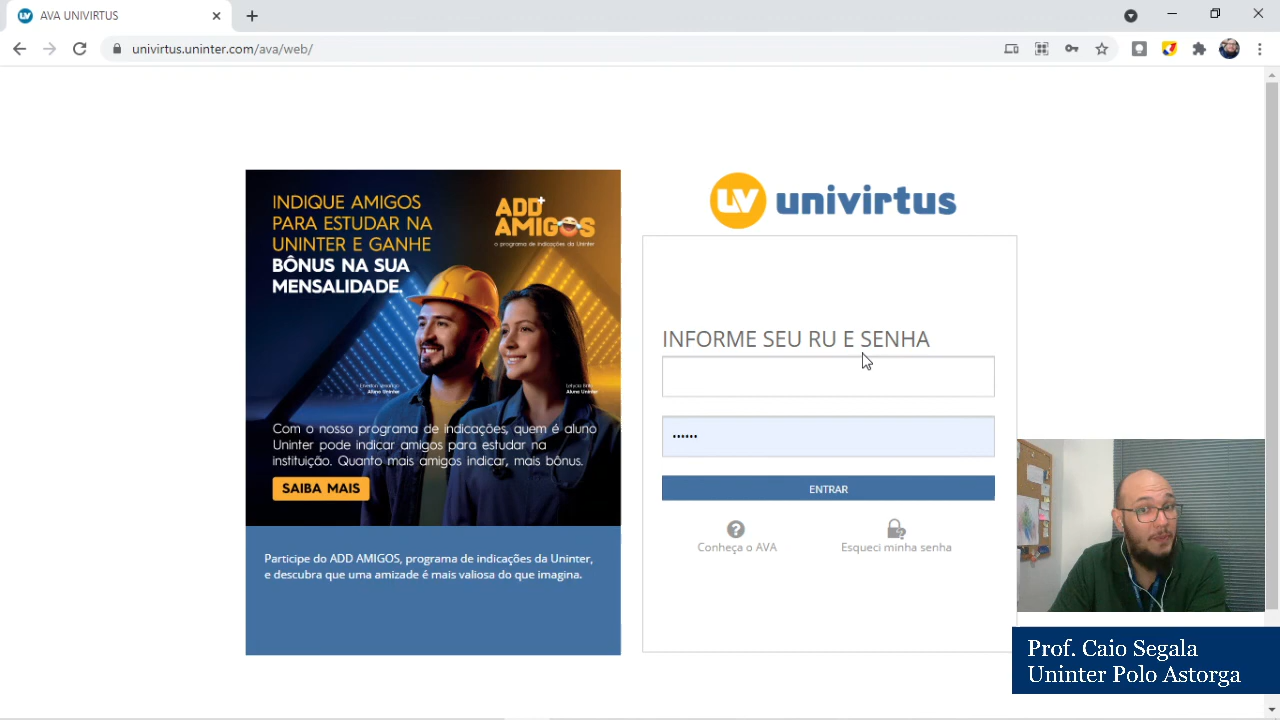 AVA UNIVIRTUS
univirtus.uninter.com/ava/web/
INDIQUE AMIGOS
PARA ESTUDAR NA
UNINTER E GANHE
BÔNUS NA SUA
MENSALIDADE.
ADD+
AMIGOS
o programa de indicações da Uninter
Aluno Uninter
Aluna Uninter
Com o nosso programa de indicações, quem é aluno
Uninter pode indicar amigos para estudar na
instituição. Quanto mais amigos indicar, mais bônus.
SAIBA MAIS
Participe do ADD AMIGOS, programa de indicações da Uninter,
e descubra que uma amizade é mais valiosa do que imagina.
univirtus
INFORME SEU RU E SENHA
••••••
ENTRAR
Conheça o AVA
Esqueci minha senha
Prof. Caio Segala
Uninter Polo Astorga